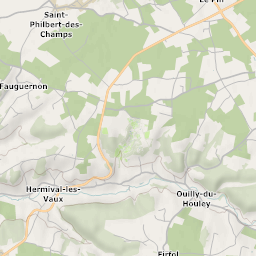 Le Pin
Saint-
Philbert-des-
Champs
Fauguernon
Hermival-les-
Vaux
Ouilly-du-
Houley
Firfol